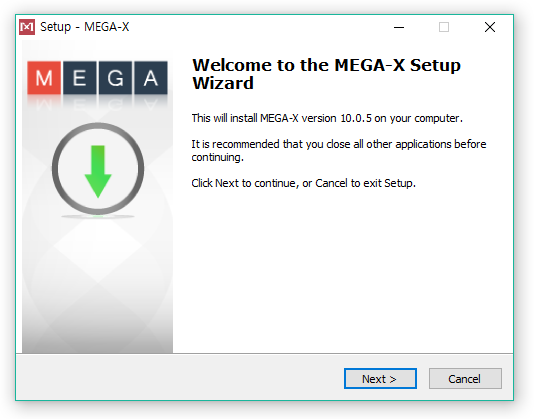 Setup - MEGA-X
MEGA
Welcome to the MEGA-X Setup
Wizard
This will install MEGA-X version 10.0.5 on your computer.
It is recommended that you close all other applications before
continuing.
Click Next to continue, or Cancel to exit Setup.
Next >
Cancel